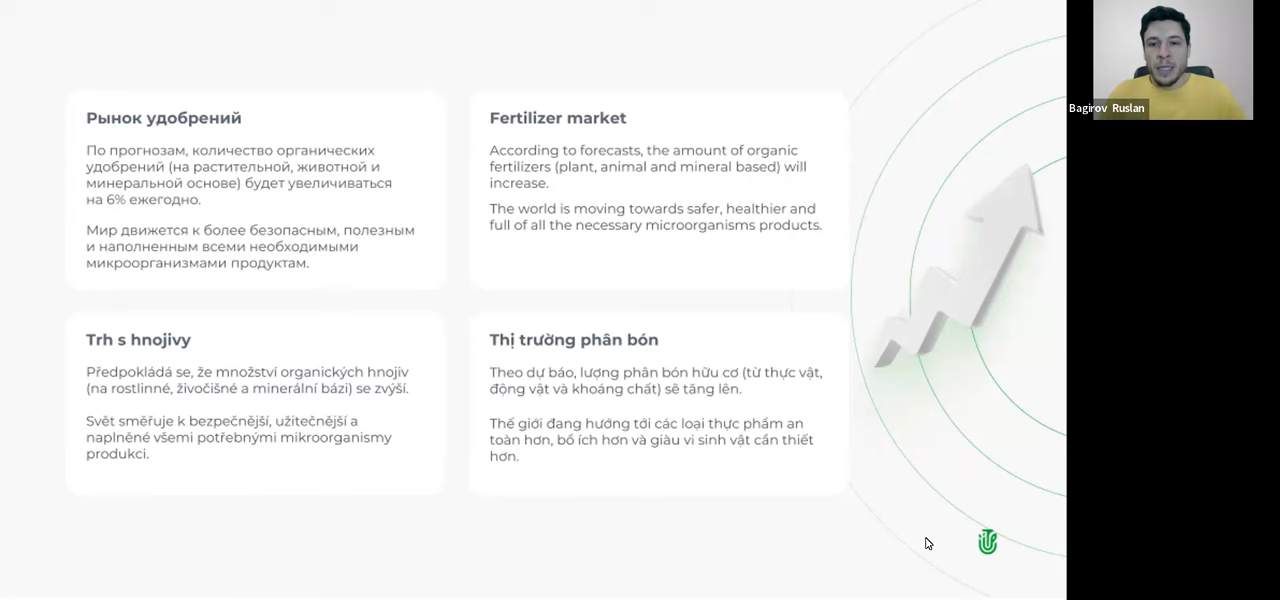 Рынок удобрений
По прогнозам, количество органических
удобрений (на растительной, животной и
минеральной основе) будет увеличиваться
на 6% ежегодно.
Мир движется к более безопасным, полезным
и наполненным всеми необходимыми
микроорганизмами продуктам.
Fertilizer market
According to forecasts, the amount of organic
fertilizers (plant, animal and mineral based) will
increase.
The world is moving towards safer, healthier and
full of all the necessary microorganisms products.
Trh s hnojivy
Předpokládá se, že množství organických hnojiv
(na rostlinné, živočišné a minerální bázi) se zvýší.
Svět směřuje k bezpečnější, užitečnější a
naplněné všemi potřebnými mikroorganismy
produkci.
Thị trường phân bón
Theo dự báo, lượng phân bón hữu cơ (từ thực vật,
động vật và khoáng chất) sẽ tăng lên.
Thế giới đang hướng tới các loại thực phẩm an
toàn hơn, bổ ích hơn và giàu vi sinh vật cần thiết
hơn.
Bagirov Ruslan